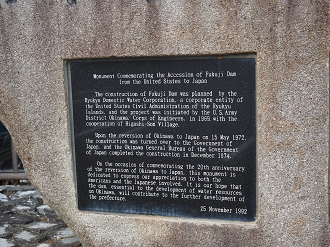 Monument Commemorating the Accession of Fukuji Dam
from the United States to Japan
The construction of Fukuji Dam was planned by the
Ryukyu Domestic Water Corporation, a corporate entity of
the United States Civil Administration of the Ryukyu
Islands, and the project was initiated by the U.S. Army
District Okinawa, Corps of Engineers, in 1969 with the
cooperation of Higashi-Son Village.
Upon the reversion of Okinawa to Japan on 15 May 1972,
the construction was turned over to the Government of
Japan, and the Okinawa General Bureau of the Government
of Japan completed the construction in December 1974.
On the occasion of commemorating the 20th anniversary
of the reversion of Okinawa to Japan, this monument is
dedicated to express our appreciation to both the
Americans and the Japanese involved. It is our hope that
the dam, essential to the development of water resources
on Okinawa, will contribute to the further development of
the prefecture.
25 November 1992